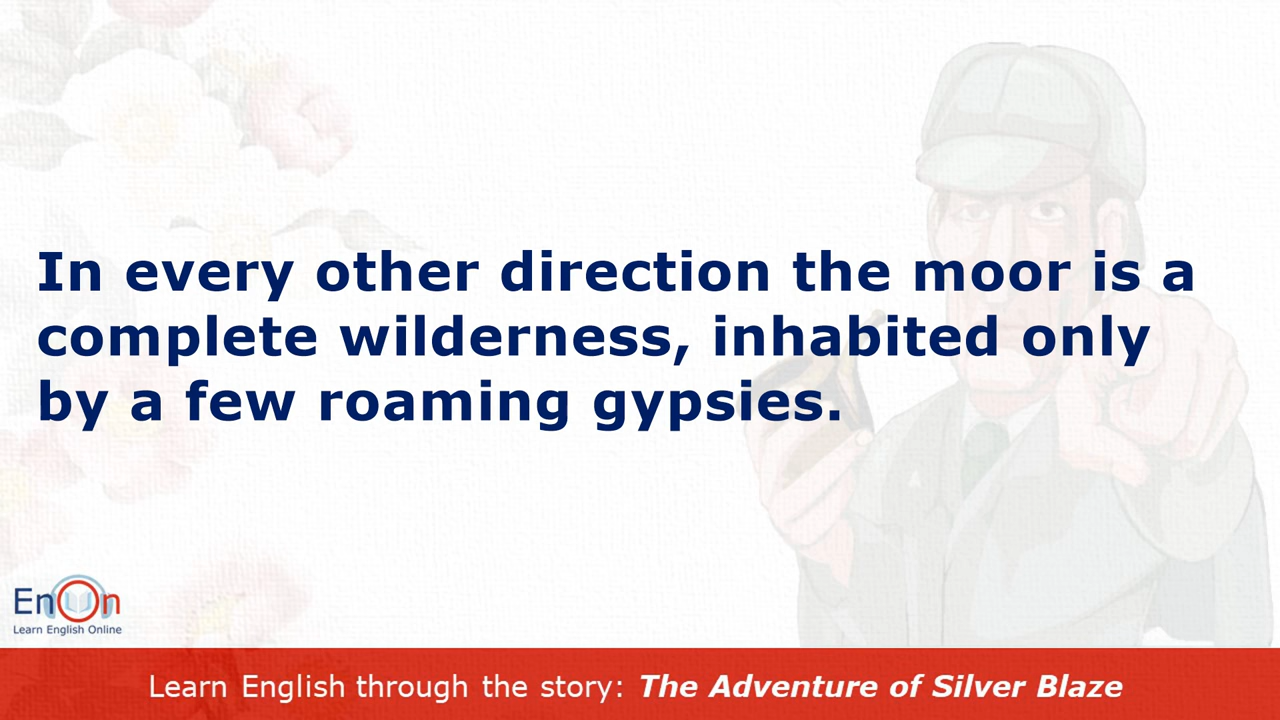 In every other direction the moor is a
complete wilderness, inhabited only
by a few roaming gypsies.
EnOn
Learn English Online
Learn English through the story: The Adventure of Silver Blaze